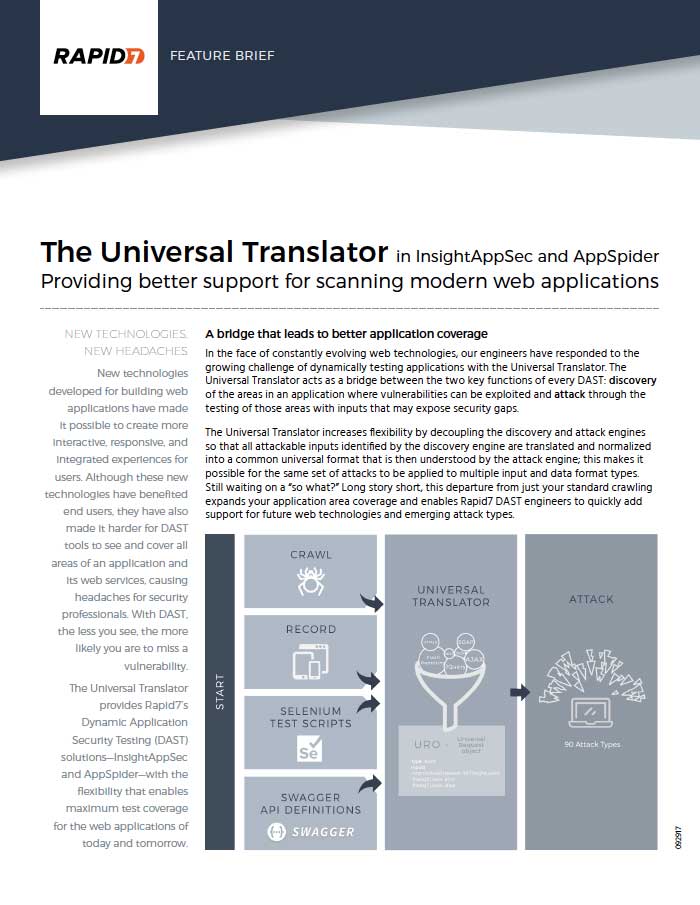 RAPID7
FEATURE BRIEF
The Universal Translator in InsightAppSec and AppSpider
Providing better support for scanning modern web applications
NEW TECHNOLOGIES,
NEW HEADACHES
New technologies
developed for building web
applications have made
it possible to create more
interactive, responsive, and
integrated experiences for
users. Although these new
technologies have benefited
end users, they have also
made it harder for DAST
tools to see and cover all
areas of an application and
its web services, causing
headaches for security
professionals. With DAST,
the less you see, the more
likely you are to miss a
vulnerability.
The Universal Translator
provides Rapid7's
Dynamic Application
Security Testing (DAST)
solutions—InsightAppSec
and AppSpider—with the
flexibility that enables
maximum test coverage
for the web applications of
today and tomorrow.
A bridge that leads to better application coverage
In the face of constantly evolving web technologies, our engineers have responded to the
growing challenge of dynamically testing applications with the Universal Translator. The
Universal Translator acts as a bridge between the two key functions of every DAST: discovery
of the areas in an application where vulnerabilities can be exploited and attack through the
testing of those areas with inputs that may expose security gaps.
The Universal Translator increases flexibility by decoupling the discovery and attack engines
so that all attackable inputs identified by the discovery engine are translated and normalized
into a common universal format that is then understood by the attack engine; this makes it
possible for the same set of attacks to be applied to multiple input and data format types.
Still waiting on a "so what?" Long story short, this departure from just your standard crawling
expands your application area coverage and enables Rapid7 DAST engineers to quickly add
support for future web technologies and emerging attack types.
START
CRAWL
RECORD
SELENIUM
TEST SCRIPTS
Se
SWAGGER
API DEFINITIONS
SWAGGER
UNIVERSAL
TRANSLATOR
SOAP
JQuery
AJAX
URO -
Universal
Request
Object
ATTACK
90 Attack Types
092917